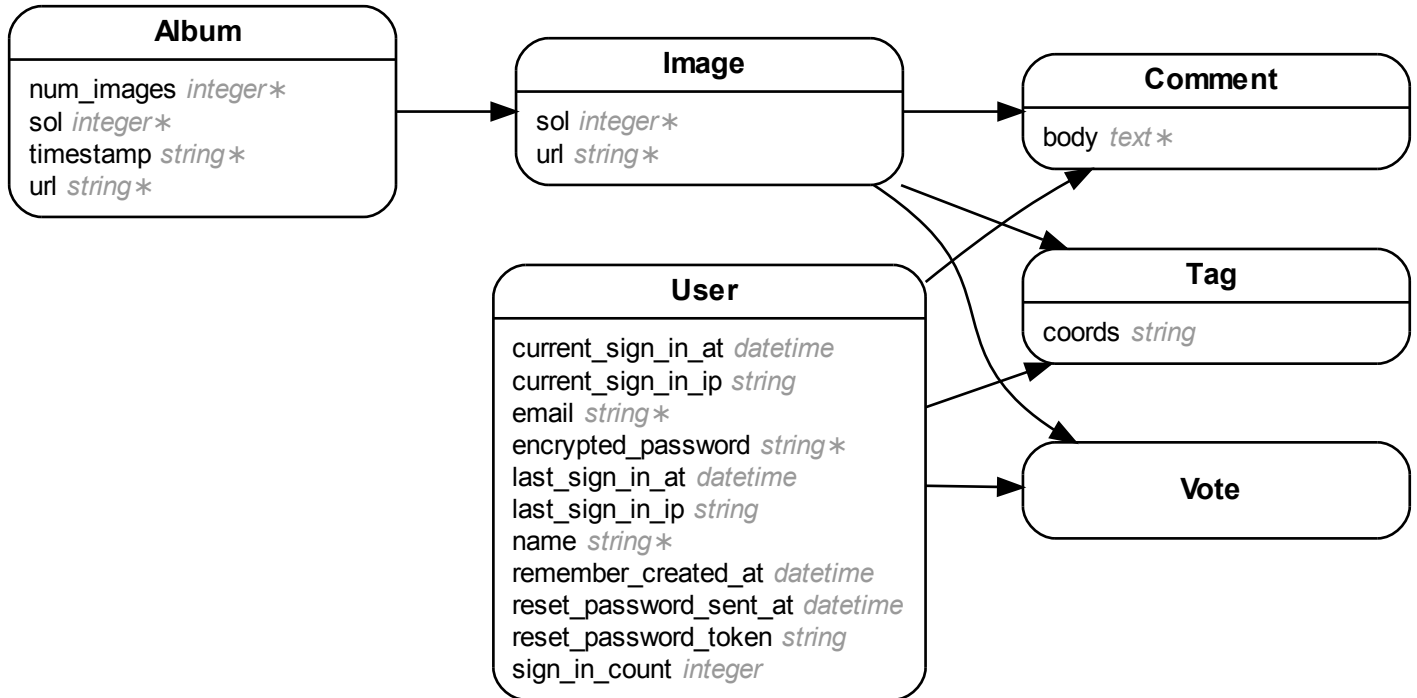 Album
num_images integer∗
sol integer∗
timestamp string∗
url string∗
Image
sol integer∗
url string∗
Comment
body text∗
User
current_sign_in_at datetime
current_sign_in_ip string
email string∗
encrypted_password string∗
last_sign_in_at datetime
last_sign_in_ip string
name string∗
remember_created_at datetime
reset_password_sent_at datetime
reset_password_token string
sign_in_count integer
Tag
coords string
Vote